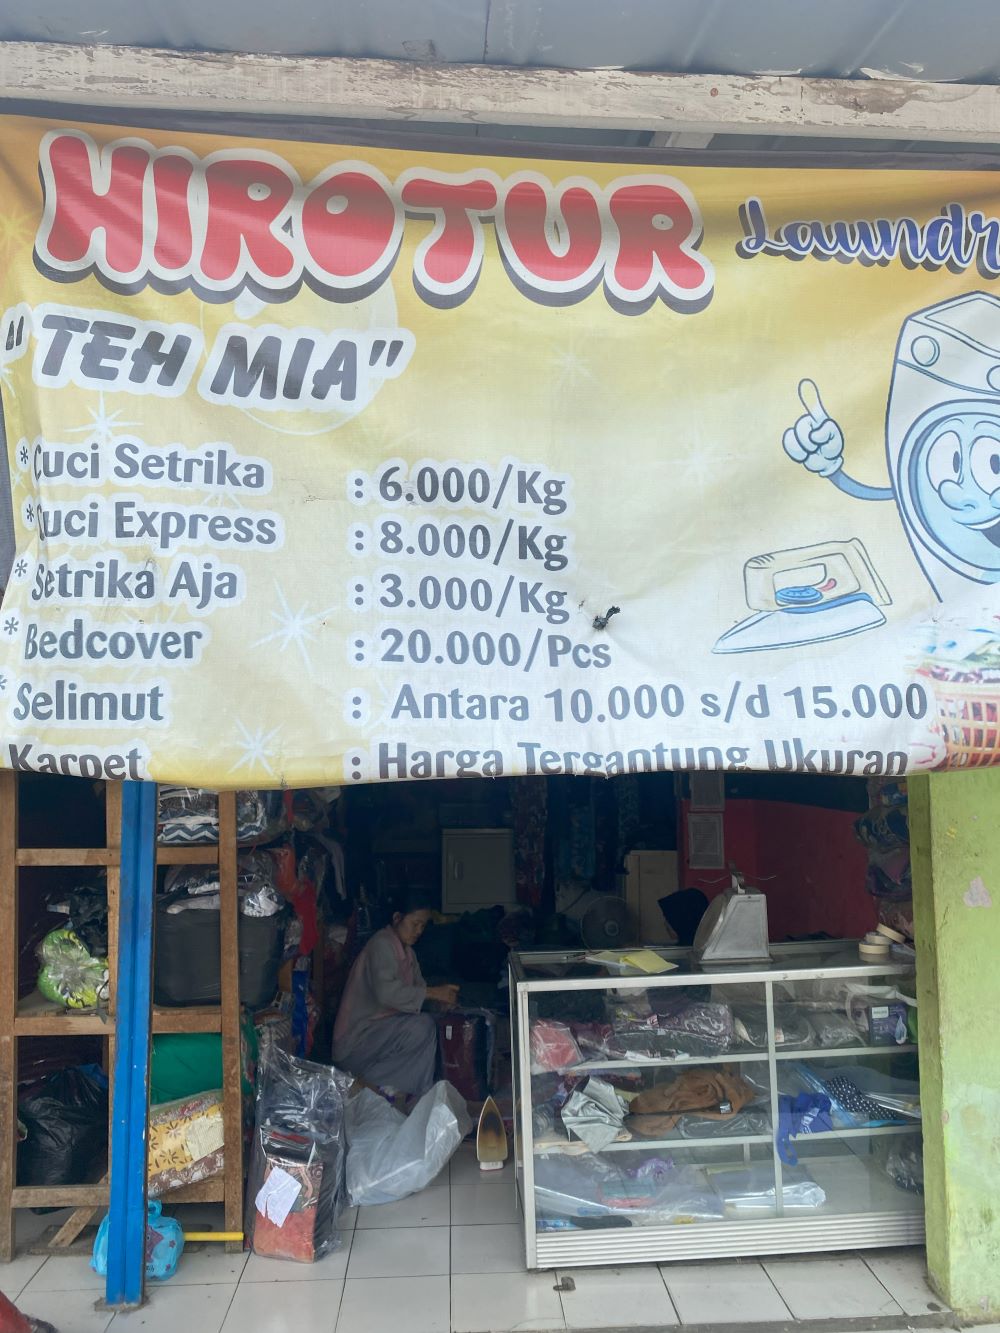 HIROTUR Laundr
"TEH MIA"
* Cuci Setrika : 6.000/Kg
* Cuci Express : 8.000/Kg
* Setrika Aja : 3.000/Kg
* Bedcover : 20.000/Pcs
* Selimut : Antara 10.000 s/d 15.000
Karpet : Harga Tergantung Ukuran